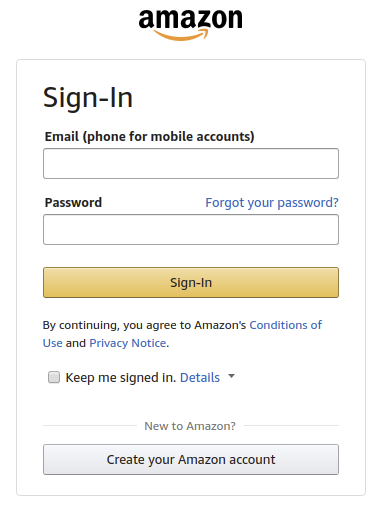 amazon
Sign-In
Email (phone for mobile accounts)
Password Forgot your password?
Sign-In
By continuing, you agree to Amazon's Conditions of
Use and Privacy Notice.
Keep me signed in. Details
New to Amazon?
Create your Amazon account